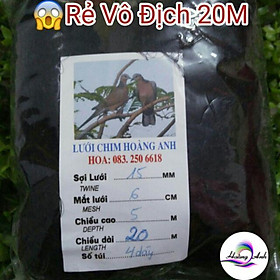 😱Rẻ Vô Địch 20M
LƯỚI CHIM HOÀNG ANH
HOA: 083. 250 6618
Sợi Lưới 15 MM
TWINE
Mắt lưới 6 CM
MESH
Chiều cao 5 M
DEPTH
Chiều dài 20 M
LENGTH 4 dây
Số túi
Hoàng Anh